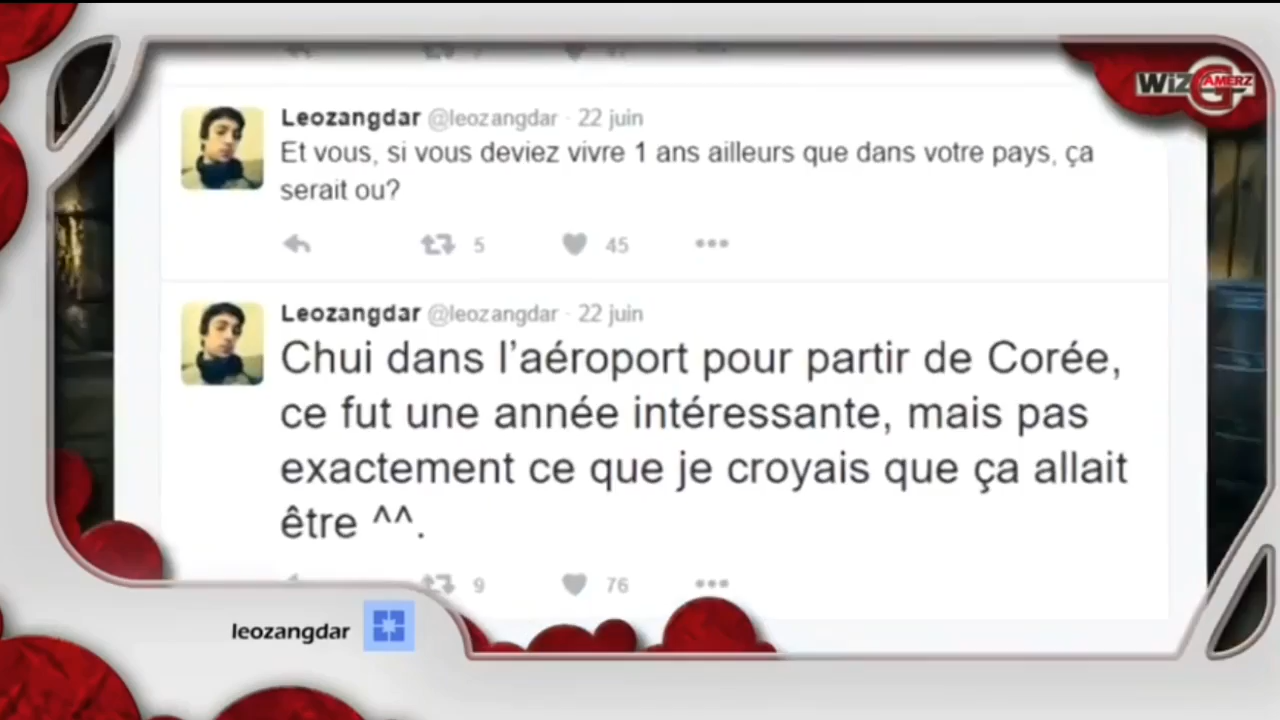 WIZ GAMERZ
Leozangdar @leozangdar · 22 juin
Et vous, si vous deviez vivre 1 ans ailleurs que dans votre pays, ça
serait ou?
5 45
Leozangdar @leozangdar · 22 juin
Chui dans l'aéroport pour partir de Corée,
ce fut une année intéressante, mais pas
exactement ce que je croyais que ça allait
être ^^.
9 76
leozangdar